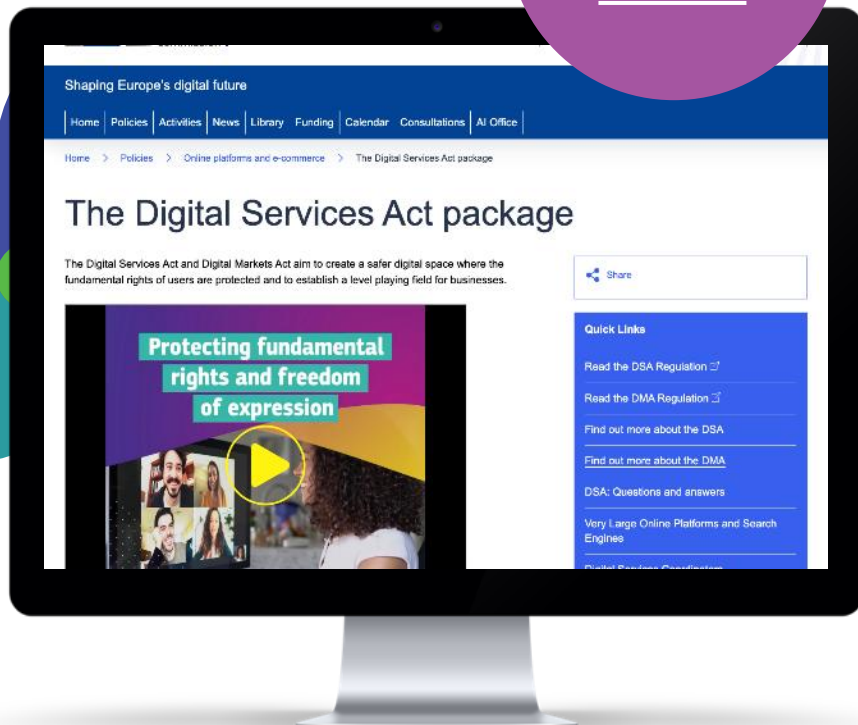 Shaping Europe's digital future
Home Policies Activities News Library Funding Calendar Consultations AI Office
Home > Policies > Online platforms and e-commerce > The Digital Services Act package
The Digital Services Act package
The Digital Services Act and Digital Markets Act aim to create a safer digital space where the
fundamental rights of users are protected and to establish a level playing field for businesses.
Protecting fundamental
rights and freedom
of expression
Share
Quick Links
Read the DSA Regulation
Read the DMA Regulation
Find out more about the DSA
Find out more about the DMA
DSA: Questions and answers
Very Large Online Platforms and Search
Engines
Digital Services Coordinators